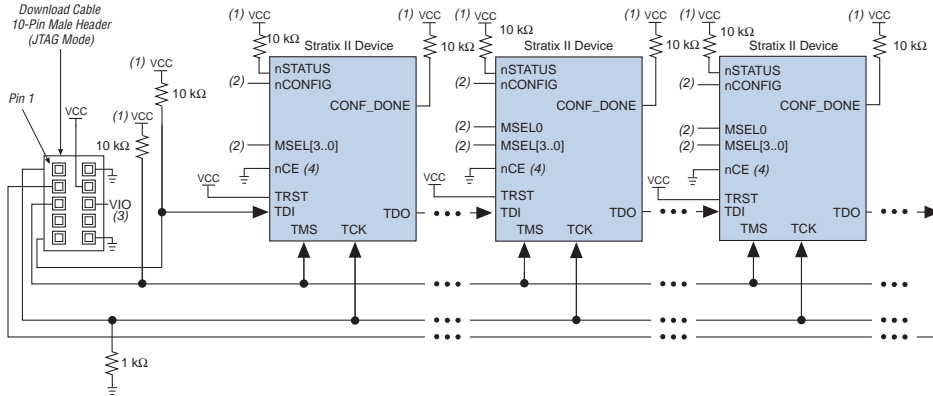 Download Cable
10-Pin Male Header
(JTAG Mode)
Pin 1
(1) VCC
10 kΩ
(1) VCC
10 kΩ
VCC
VIO
(3)
1 kΩ
(1) VCC
10 kΩ
Stratix II Device
(1) VCC
10 kΩ
nSTATUS
(2) nCONFIG
CONF_DONE
(2) MSEL[3..0]
nCE (4)
VCC
TRST
TDI
TDO
TMS
TCK
(1) VCC
10 kΩ
Stratix II Device
(1) VCC
10 kΩ
nSTATUS
(2) nCONFIG
CONF_DONE
(2) MSEL0
(2) MSEL[3..0]
nCE (4)
VCC
TRST
TDI
TDO
TMS
TCK
(1) VCC
10 kΩ
Stratix II Device
(1) VCC
10 kΩ
nSTATUS
(2) nCONFIG
CONF_DONE
(2) MSEL0
(2) MSEL[3..0]
nCE (4)
VCC
TRST
TDI
TDO
TMS
TCK